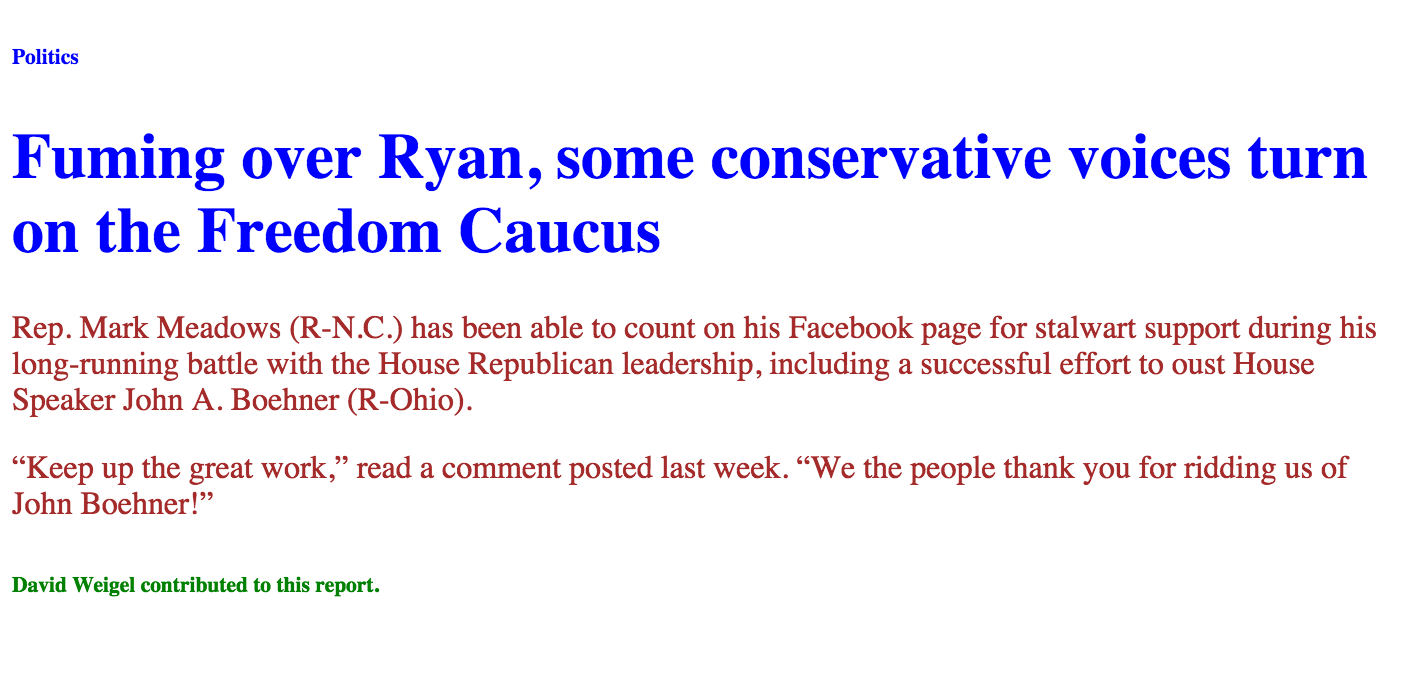 Politics
Fuming over Ryan, some conservative voices turn
on the Freedom Caucus
Rep. Mark Meadows (R-N.C.) has been able to count on his Facebook page for stalwart support during his
long-running battle with the House Republican leadership, including a successful effort to oust House
Speaker John A. Boehner (R-Ohio).
“Keep up the great work,” read a comment posted last week. “We the people thank you for ridding us of
John Boehner!”
David Weigel contributed to this report.